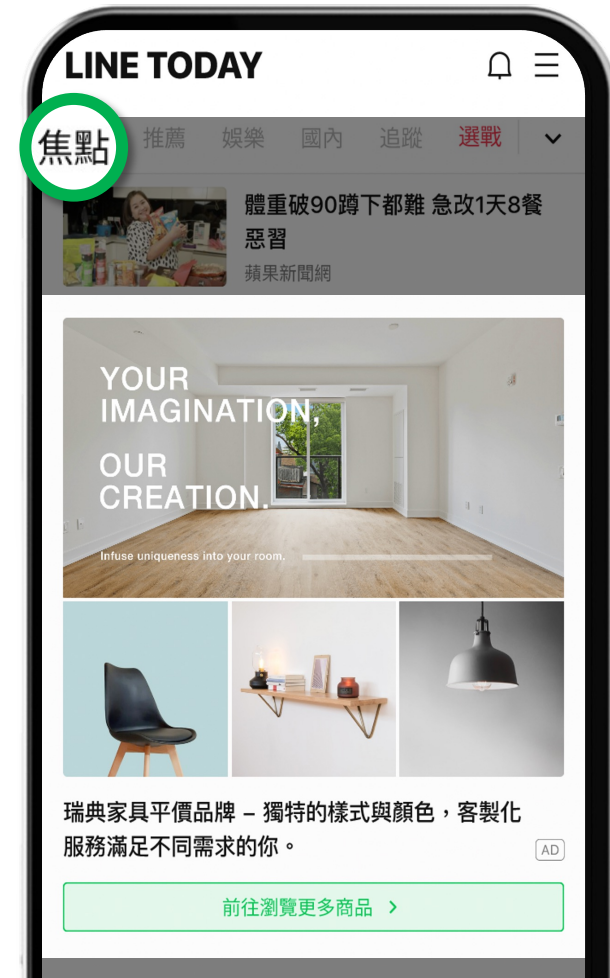 LINE TODAY
焦點 推薦 娛樂 國內 追蹤 選戰
體重破90蹲下都難 急改1天8餐
惡習
蘋果新聞網
YOUR
IMAGINATION,
OUR
CREATION.
Infuse uniqueness into your room.
瑞典家具平價品牌 – 獨特的樣式與顏色，客製化
服務滿足不同需求的你。
AD
前往瀏覽更多商品 >